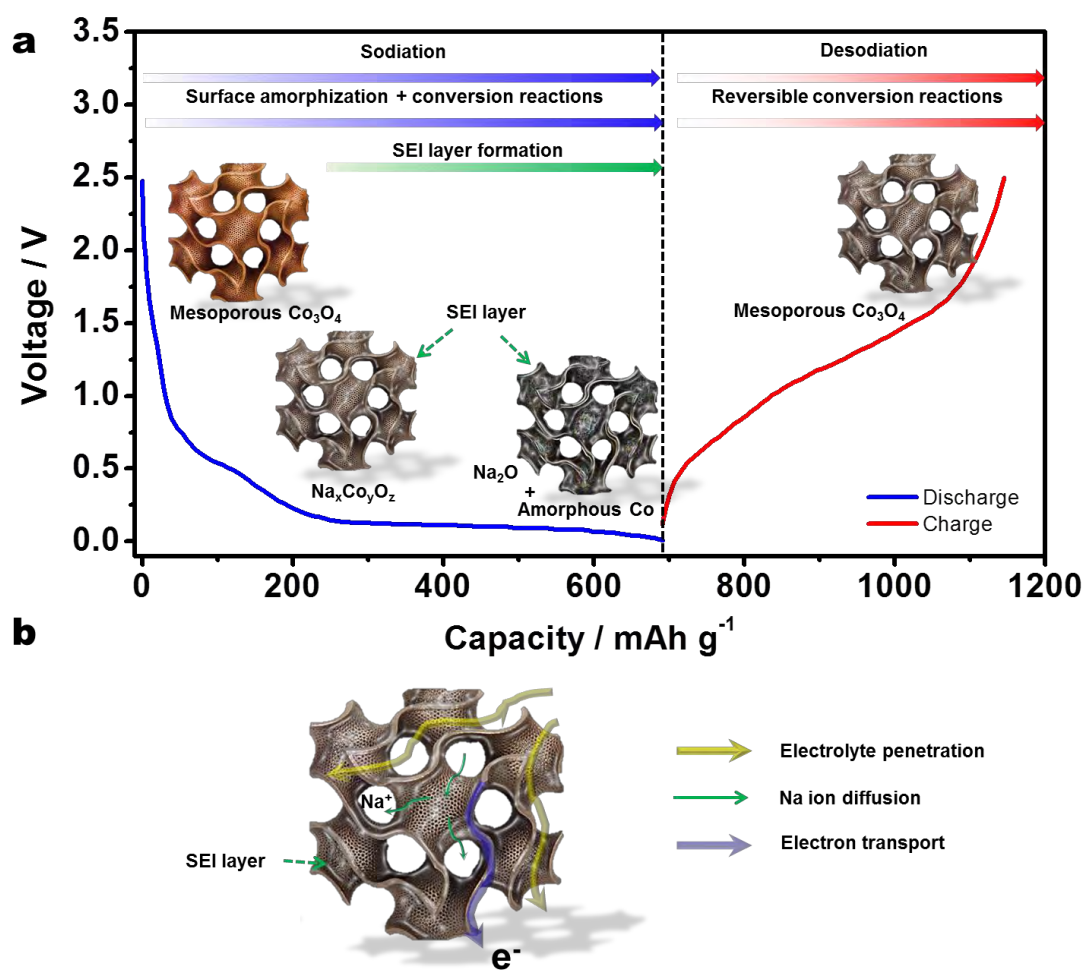 a
3.5
3.0
2.5
2.0
1.5
1.0
0.5
0.0
Voltage / V
Sodiation
Desodiation
Surface amorphization + conversion reactions
Reversible conversion reactions
SEI layer formation
Mesoporous Co₃O₄
SEI layer
Mesoporous Co₃O₄
NaₓCoᵧO_z
Na₂O
+
Amorphous Co
Discharge
Charge
0
200
400
600
800
1000
1200
Capacity / mAh g⁻¹
b
Na⁺
SEI layer
e⁻
Electrolyte penetration
Na ion diffusion
Electron transport